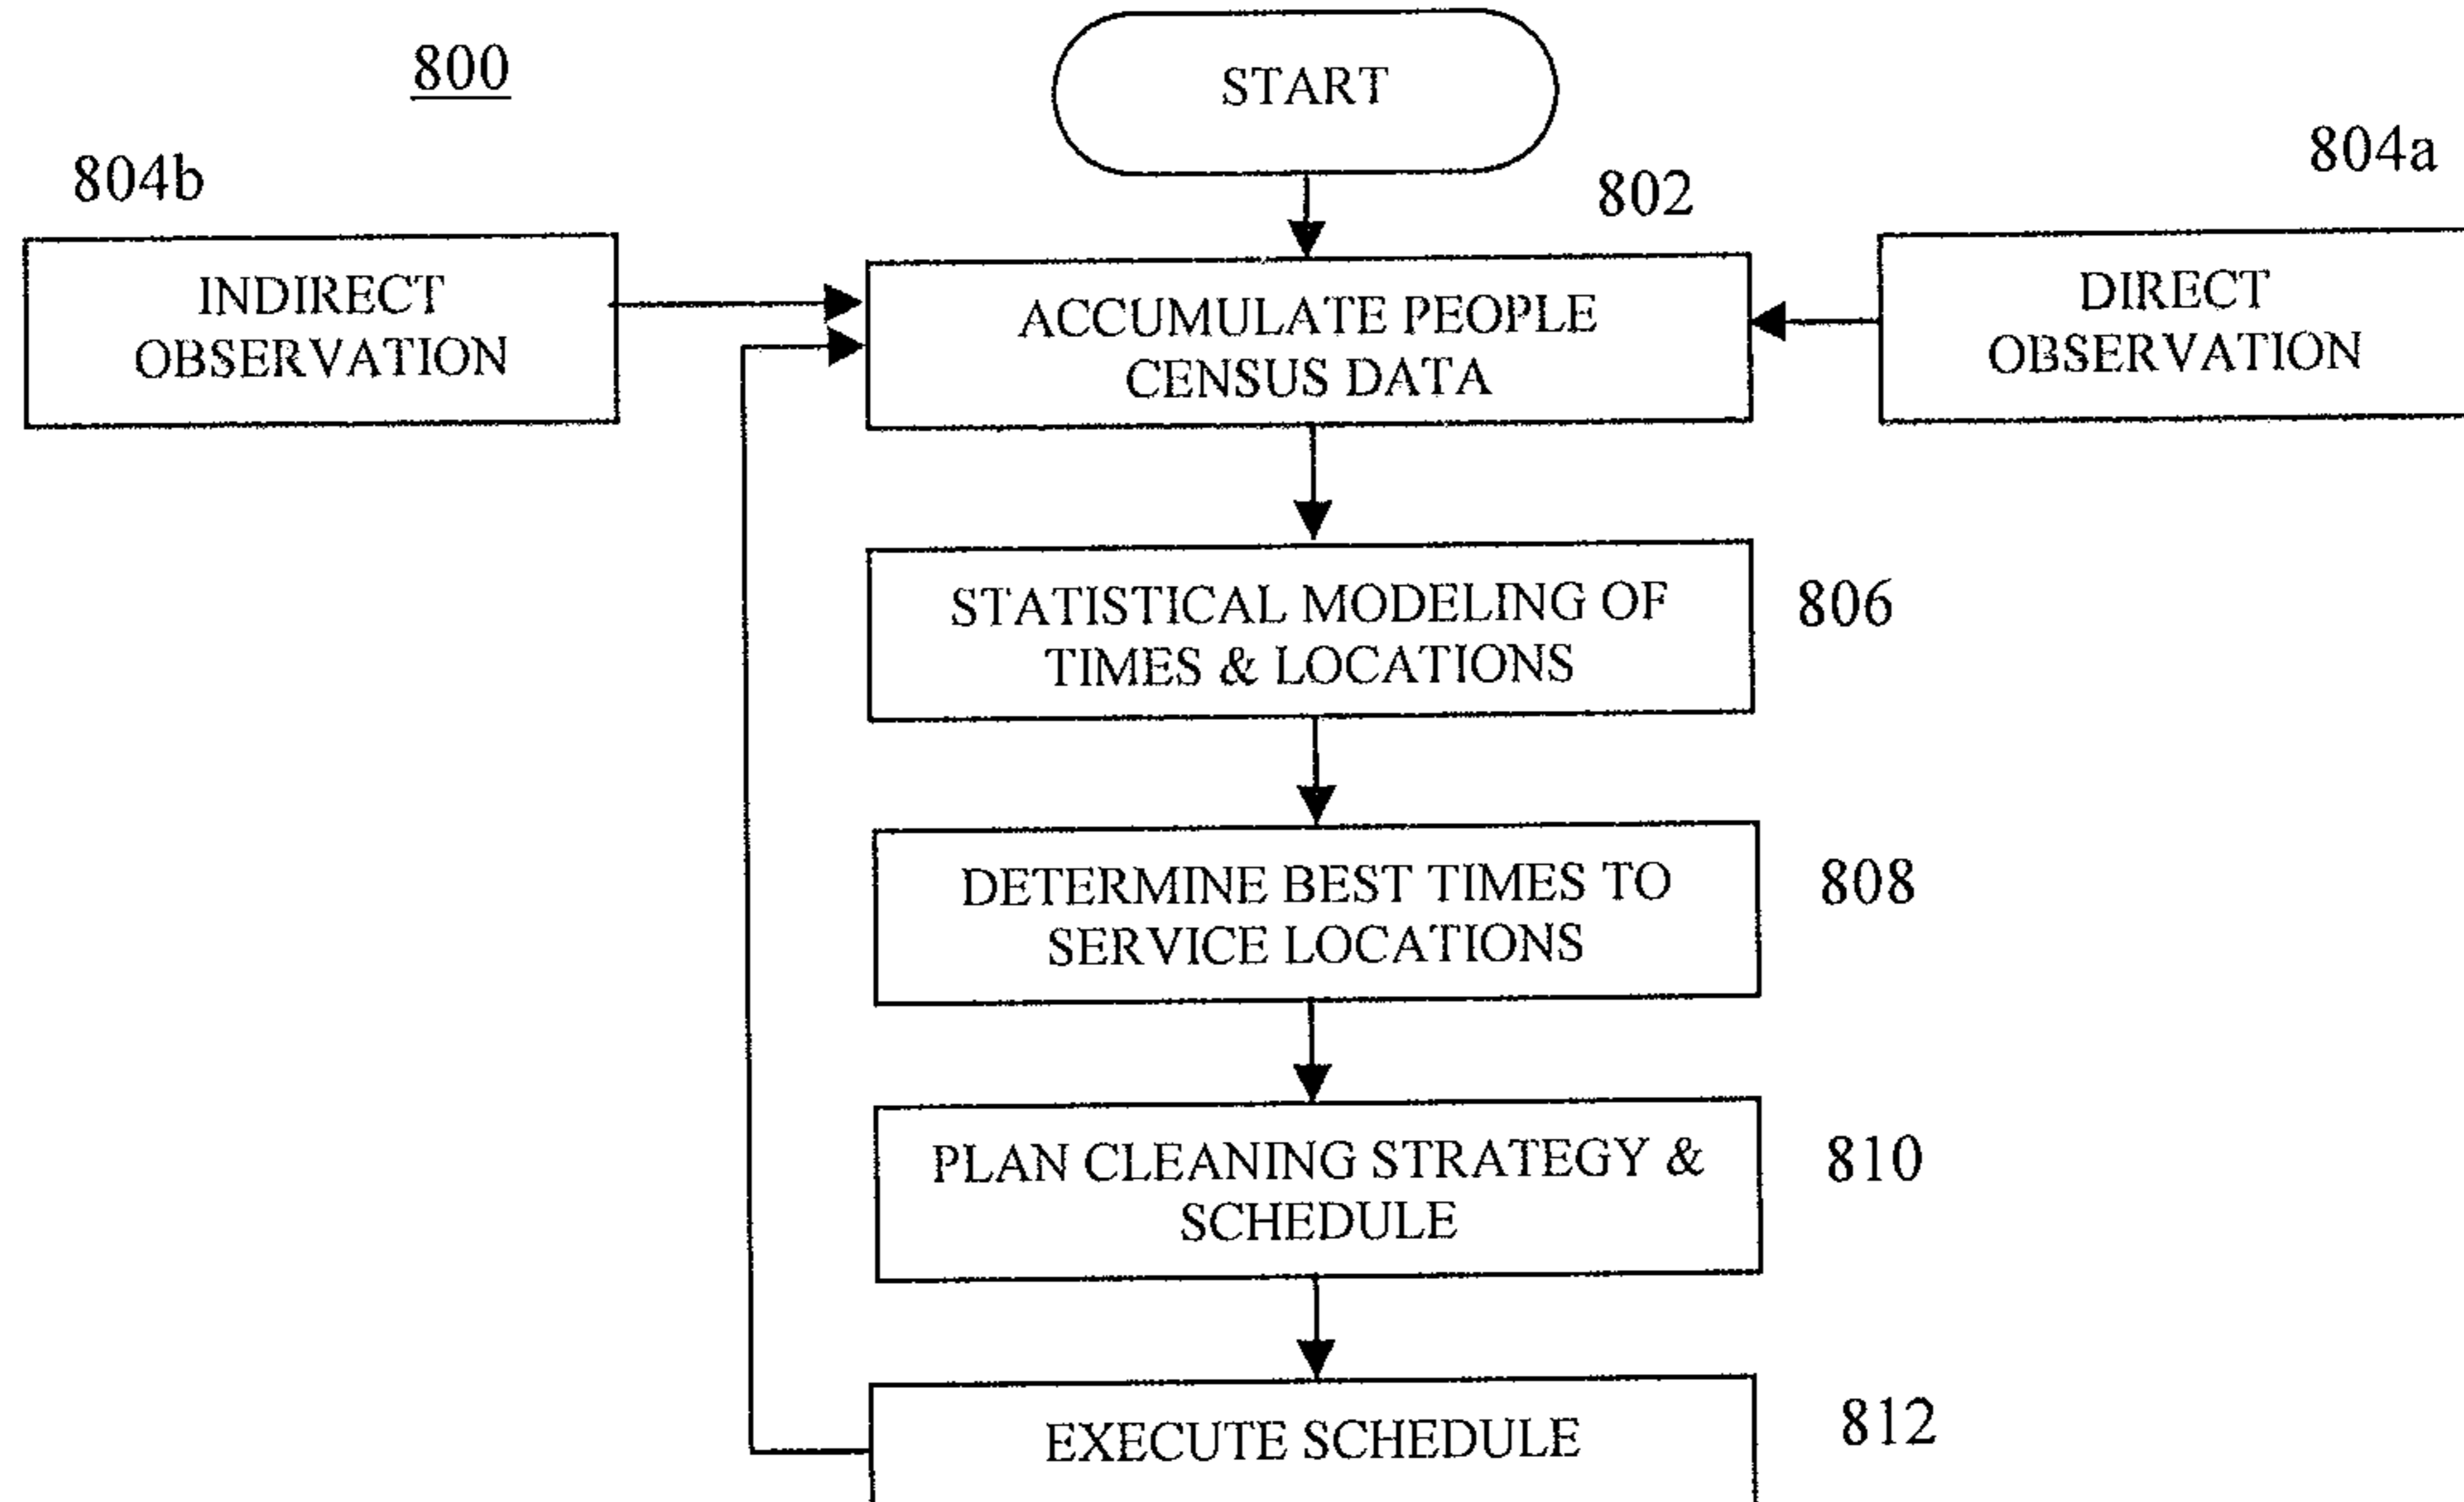 800
START
804b
802
804a
INDIRECT
OBSERVATION
ACCUMULATE PEOPLE
CENSUS DATA
DIRECT
OBSERVATION
STATISTICAL MODELING OF
TIMES & LOCATIONS
806
DETERMINE BEST TIMES TO
SERVICE LOCATIONS
808
PLAN CLEANING STRATEGY &
SCHEDULE
810
EXECUTE SCHEDULE
812